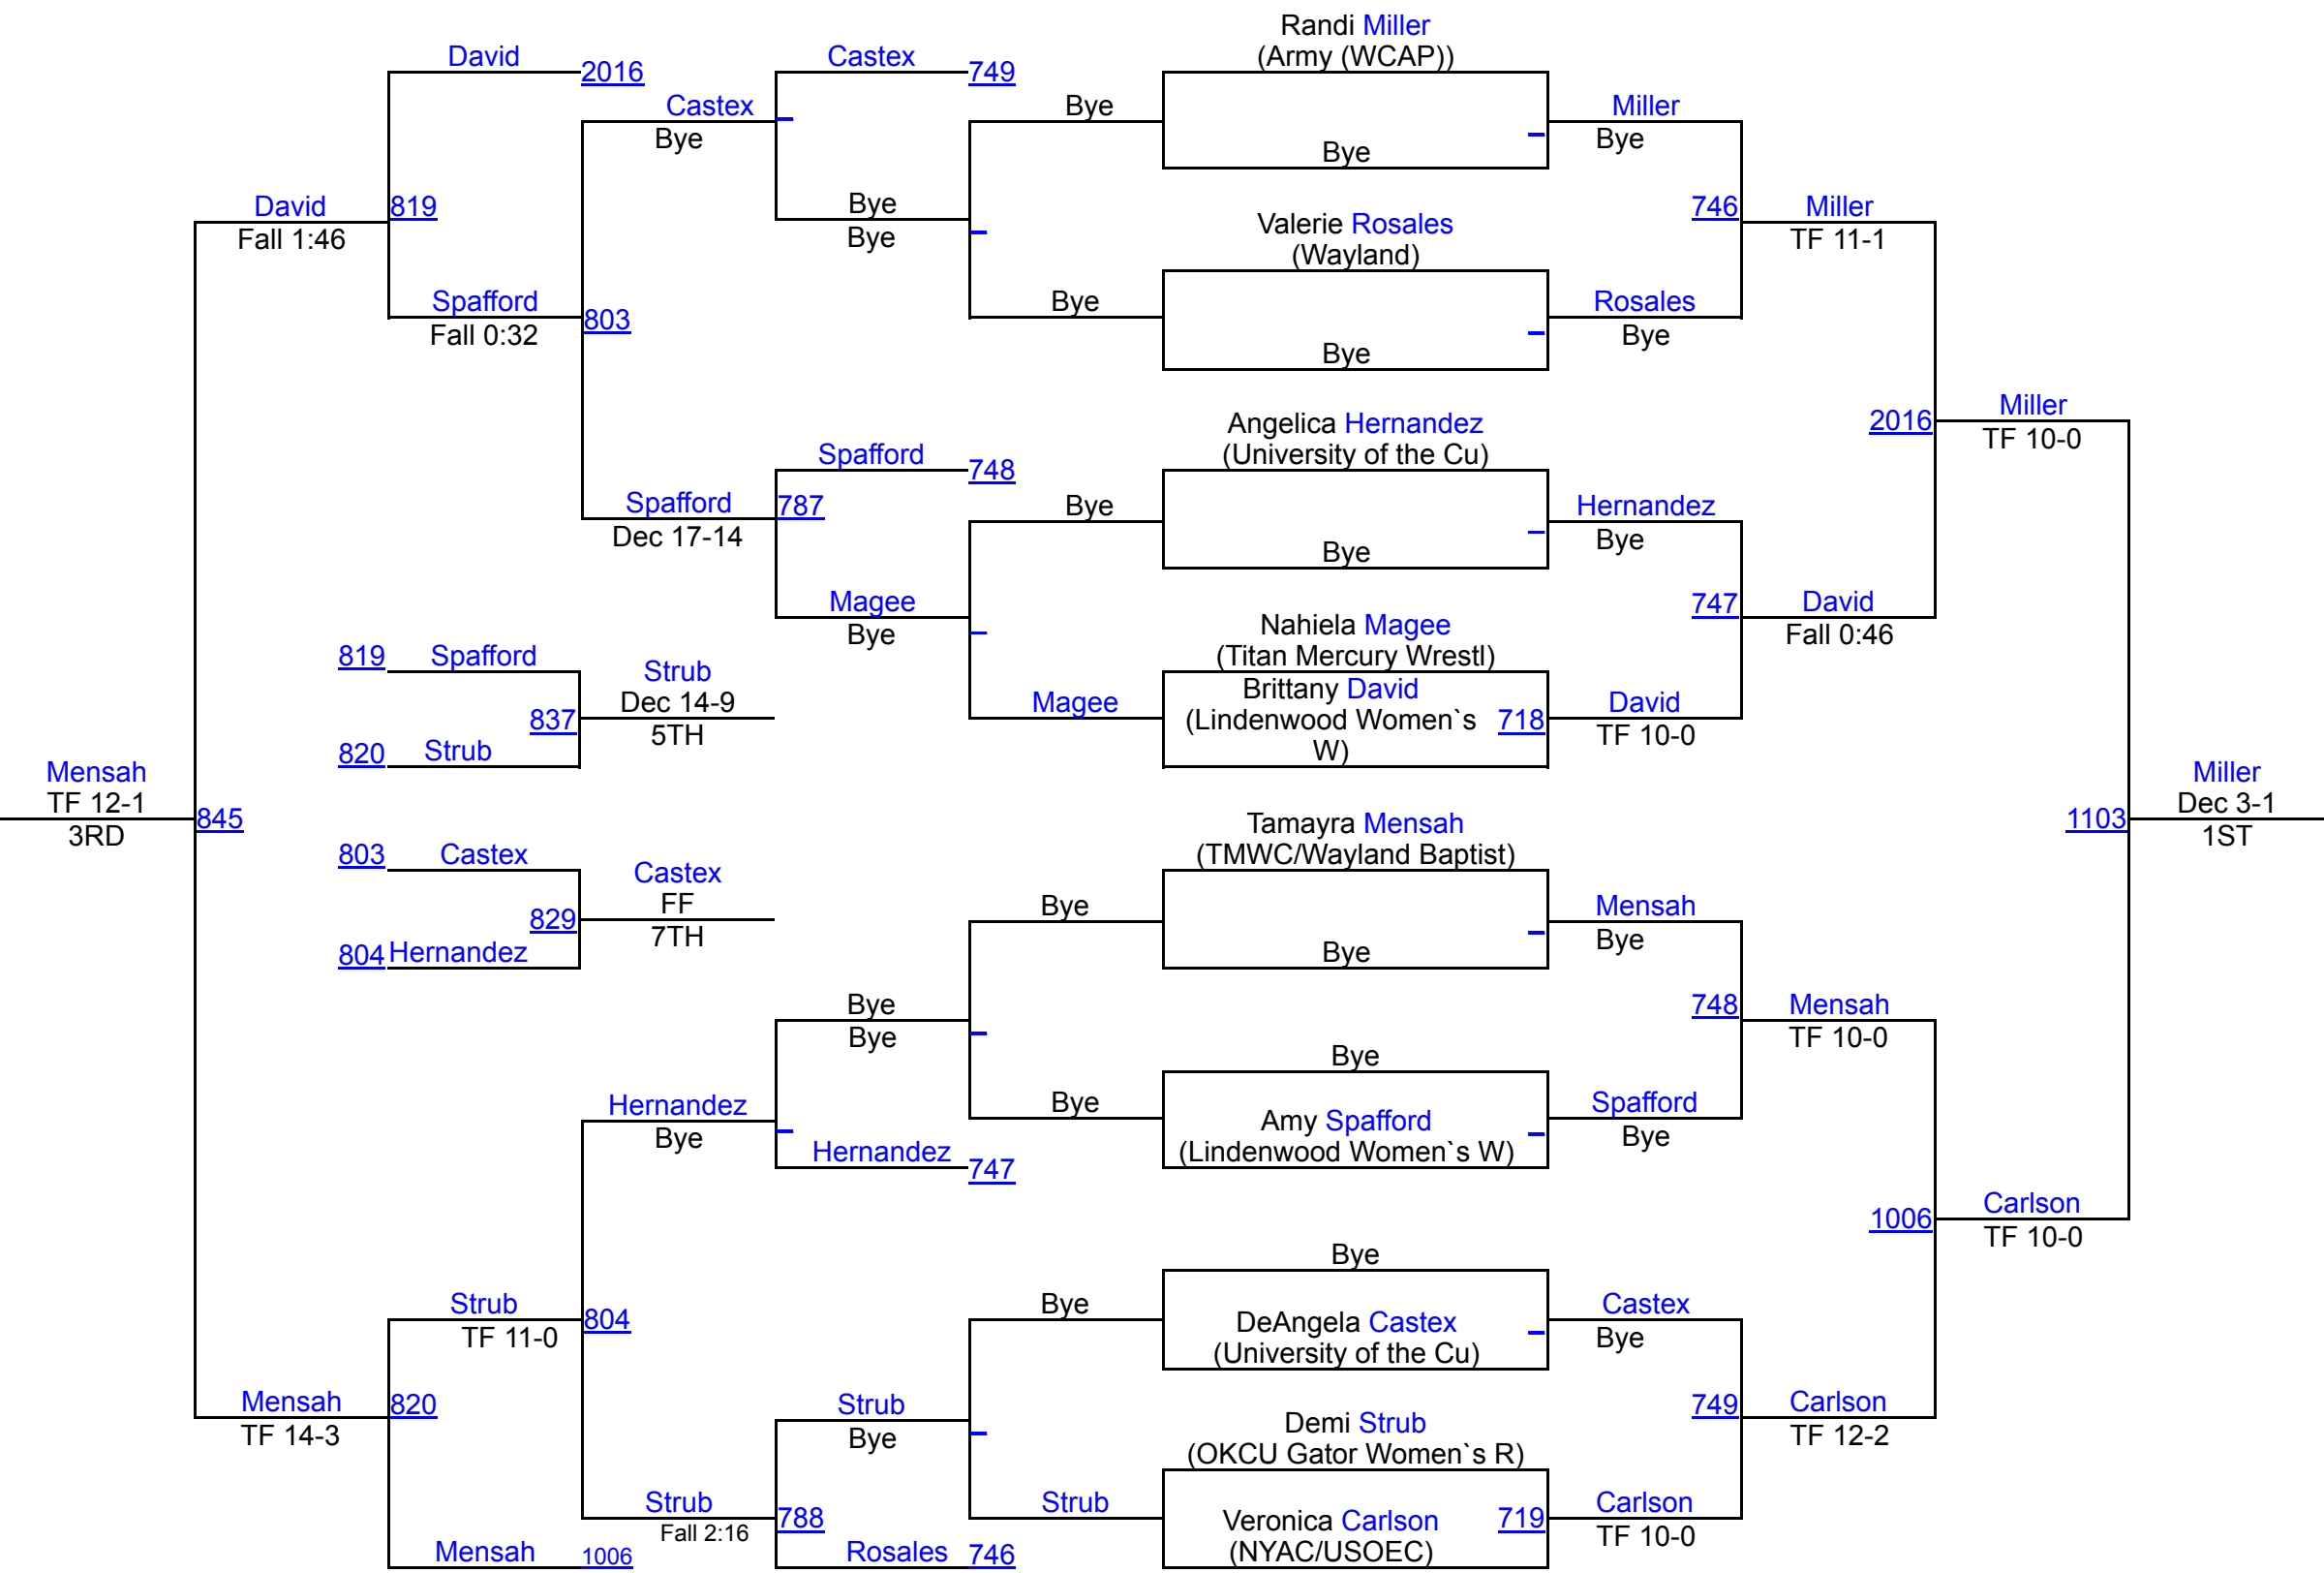 Randi Miller
(Army (WCAP))
David
2016
Castex
749
Castex
Bye
Bye
Miller
Bye
Bye
David
Fall 1:46
819
Bye
Bye
Valerie Rosales
(Wayland)
746
Miller
TF 11-1
Spafford
Fall 0:32
803
Bye
Bye
Rosales
Bye
Angelica Hernandez
(University of the Cu)
2016
Miller
TF 10-0
Spafford
748
Spafford
Dec 17-14
787
Bye
Bye
Hernandez
Bye
Magee
Bye
Nahiela Magee
(Titan Mercury Wrestl)
747
David
Fall 0:46
819
Spafford
Strub
Dec 14-9
5TH
837
820
Strub
Magee
Brittany David
(Lindenwood Women`s
W)
718
David
TF 10-0
Mensah
TF 12-1
3RD
845
Tamayra Mensah
(TMWC/Wayland Baptist)
1103
Miller
Dec 3-1
1ST
803
Castex
Castex
FF
7TH
829
804
Hernandez
Bye
Bye
Mensah
Bye
Bye
Bye
748
Mensah
TF 10-0
Bye
Hernandez
Bye
Bye
Amy Spafford
(Lindenwood Women`s W)
Spafford
Bye
Hernandez
747
1006
Carlson
TF 10-0
Bye
Strub
TF 11-0
804
Bye
DeAngela Castex
(University of the Cu)
Castex
Bye
Mensah
TF 14-3
820
Strub
Bye
Demi Strub
(OKCU Gator Women`s R)
749
Carlson
TF 12-2
Strub
Fall 2:16
788
Strub
Veronica Carlson
(NYAC/USOEC)
719
Carlson
TF 10-0
Mensah
1006
Rosales
746